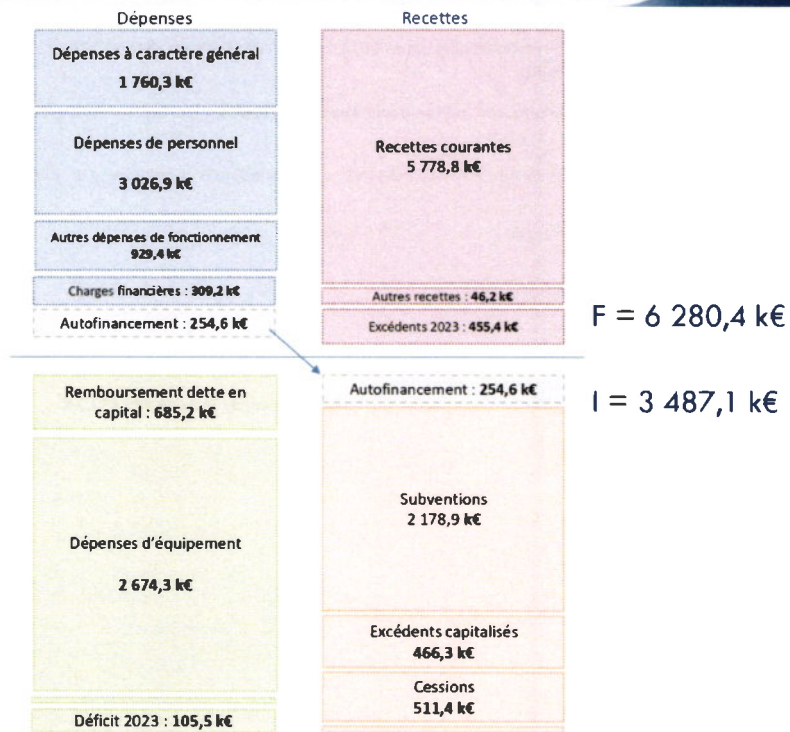 Dépenses
Recettes
Dépenses à caractère général
1 760,3 k€
Dépenses de personnel
3 026,9 k€
Autres dépenses de fonctionnement
929,4 k€
Charges financières : 309,2 k€
Autofinancement : 254,6 k€
Recettes courantes
5 778,8 k€
Autres recettes : 46,2 k€
Excédents 2023 : 455,4 k€
F = 6 280,4 k€
Remboursement dette en
capital : 685,2 k€
Dépenses d'équipement
2 674,3 k€
Déficit 2023 : 105,5 k€
Autofinancement : 254,6 k€
Subventions
2 178,9 k€
Excédents capitalisés
466,3 k€
Cessions
511,4 k€
I = 3 487,1 k€